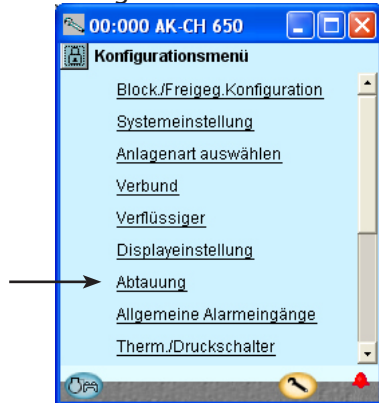 00:000 AK-CH 650
Konfigurationsmenü
Block./Freigeg.Konfiguration
Systemeinstellung
Anlagenart auswählen
Verbund
Verflüssiger
Displayeinstellung
Abtauung
Allgemeine Alarmeingänge
Therm./Druckschalter